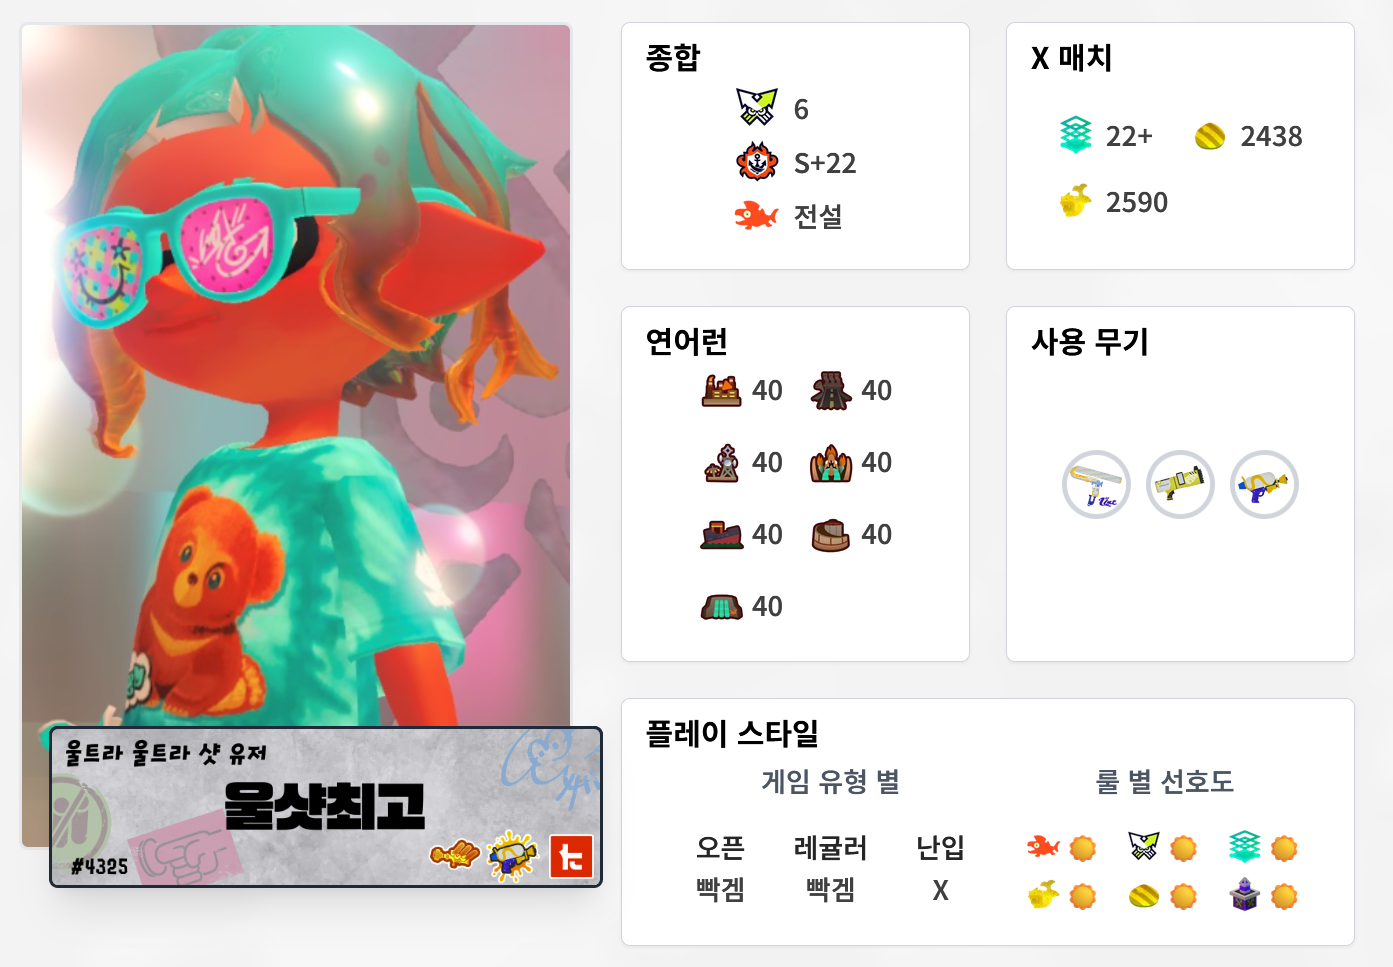 울트라 울트라 샷 유저
울샷최고
#4325
종합
6
S+22
전설
X 매치
22+ 2438
2590
연어런
40 40
40 40
40 40
40
사용 무기
플레이 스타일
게임 유형 별
오픈 레귤러 난입
빡겜 빡겜 X
룰 별 선호도